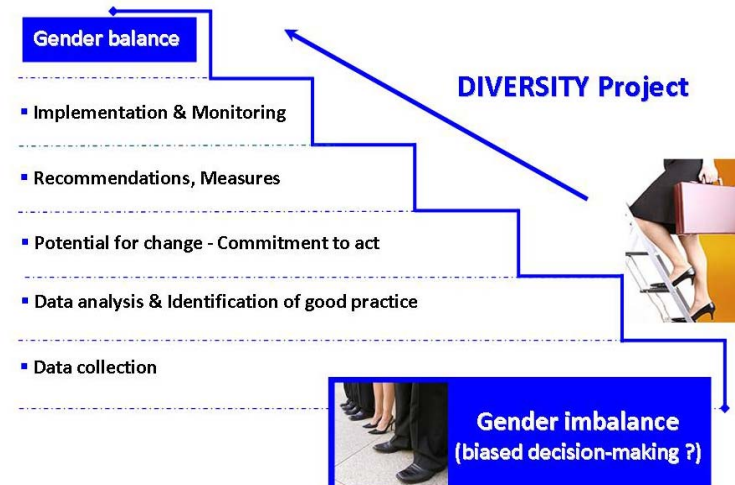 Gender balance
DIVERSITY Project
▪ Implementation & Monitoring
▪ Recommendations, Measures
▪ Potential for change - Commitment to act
▪ Data analysis & Identification of good practice
▪ Data collection
Gender imbalance
(biased decision-making ?)